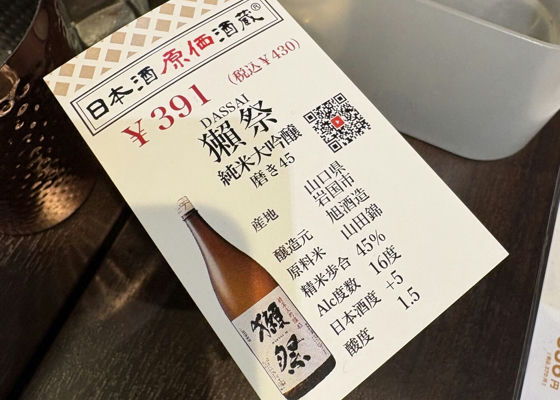 日本酒原価酒蔵®
¥391 (税込¥430)
DASSAI
獺祭
純米大吟醸
磨き45
産地 山口県
岩国市
醸造元 旭酒造
原料米 山田錦
精米歩合 45%
Alc度数 16度
日本酒度 +5
酸度 1.5
獺祭